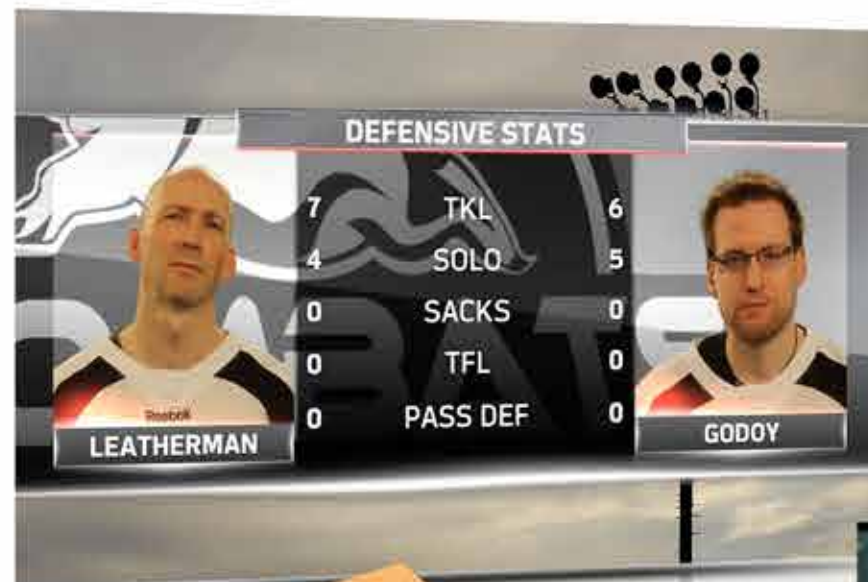 DEFENSIVE STATS
7 TKL 6
4 SOLO 5
0 SACKS 0
0 TFL 0
0 PASS DEF 0
Reebok
LEATHERMAN
GODOY